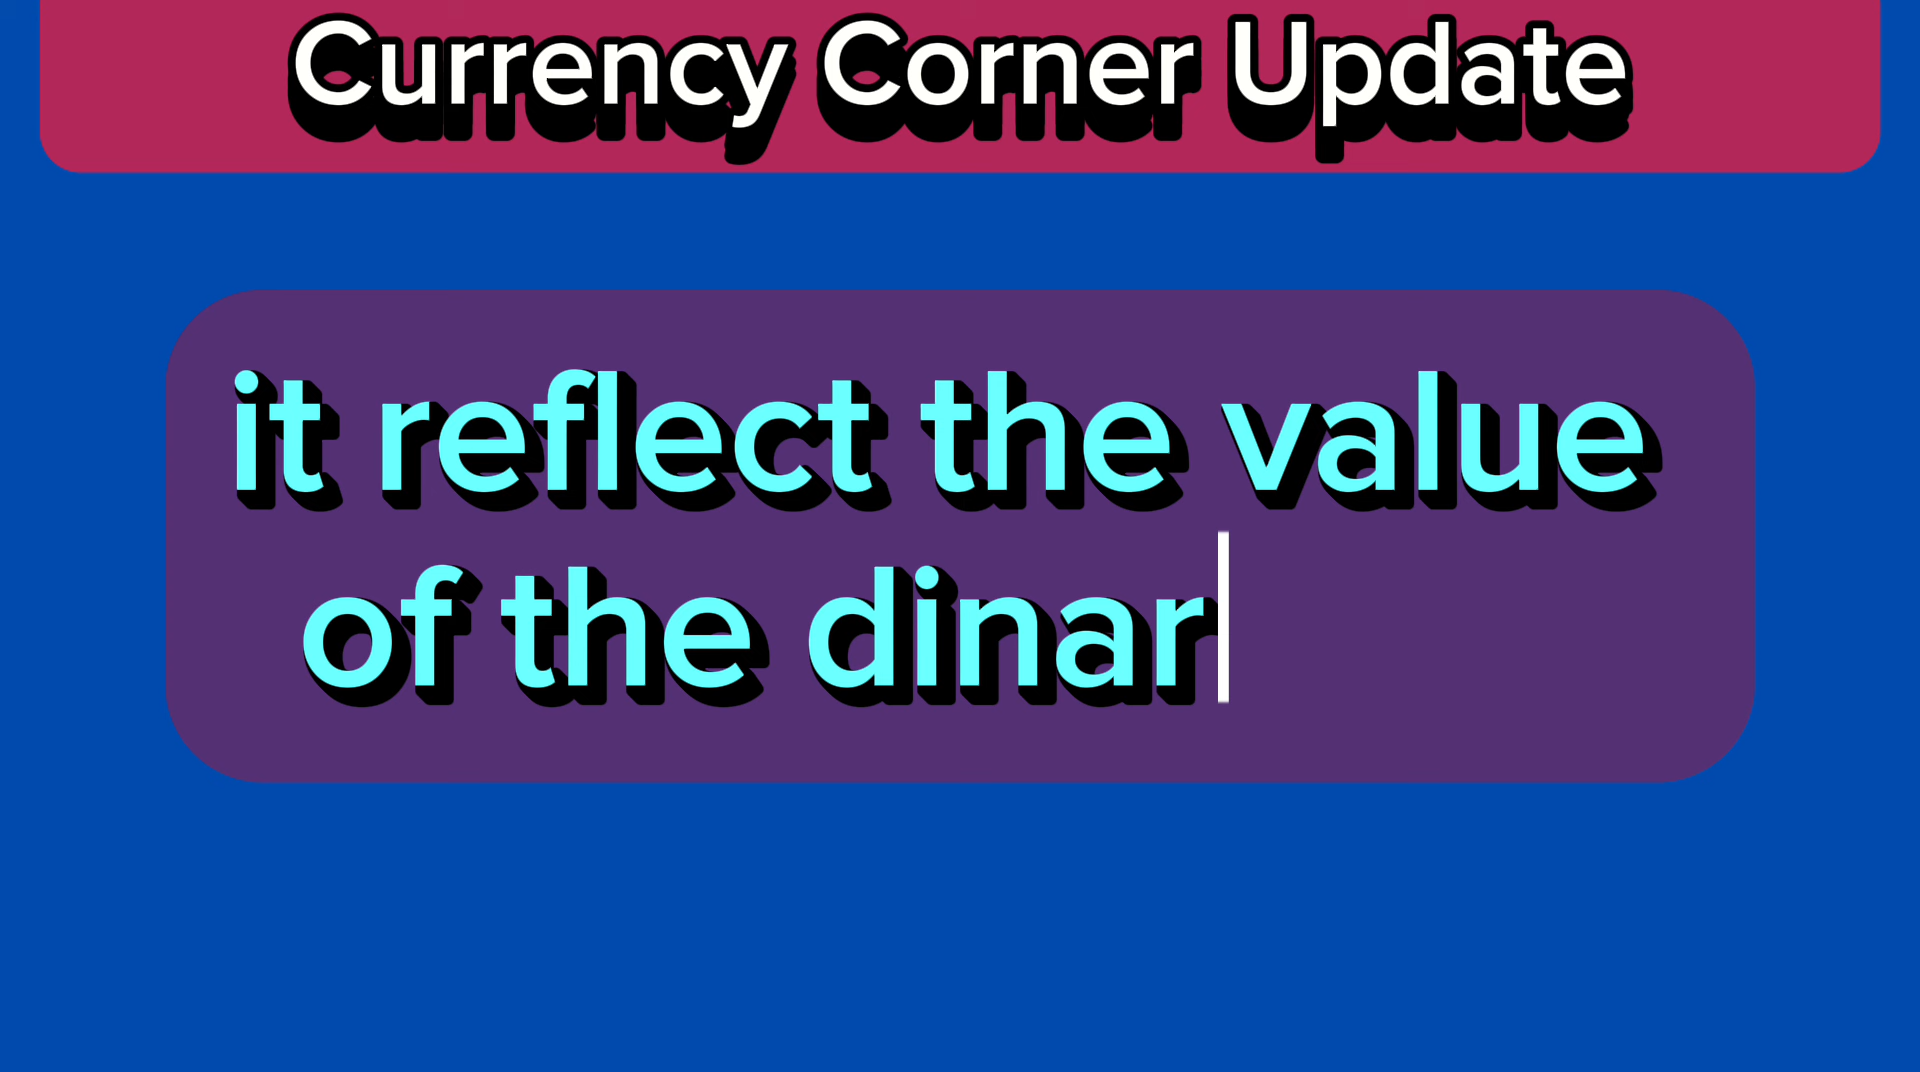 Currency Corner Update
it reflect the value
of the dinar